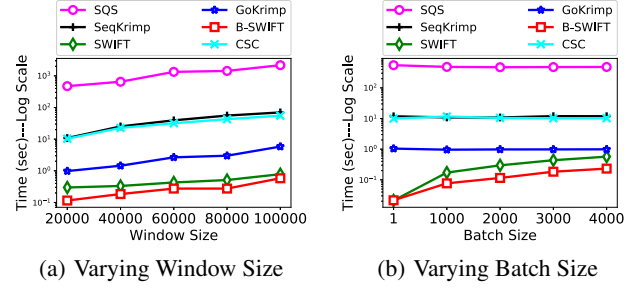 SQS
SeqKrimp
SWIFT
GoKrimp
B-SWIFT
CSC
Time (sec)---Log Scale
10³
10²
10¹
10⁰
10⁻¹
20000 40000 60000 80000 100000
Window Size
(a) Varying Window Size
SQS
SeqKrimp
SWIFT
GoKrimp
B-SWIFT
CSC
Time (sec)---Log Scale
10²
10¹
10⁰
10⁻¹
1 1000 2000 3000 4000
Batch Size
(b) Varying Batch Size